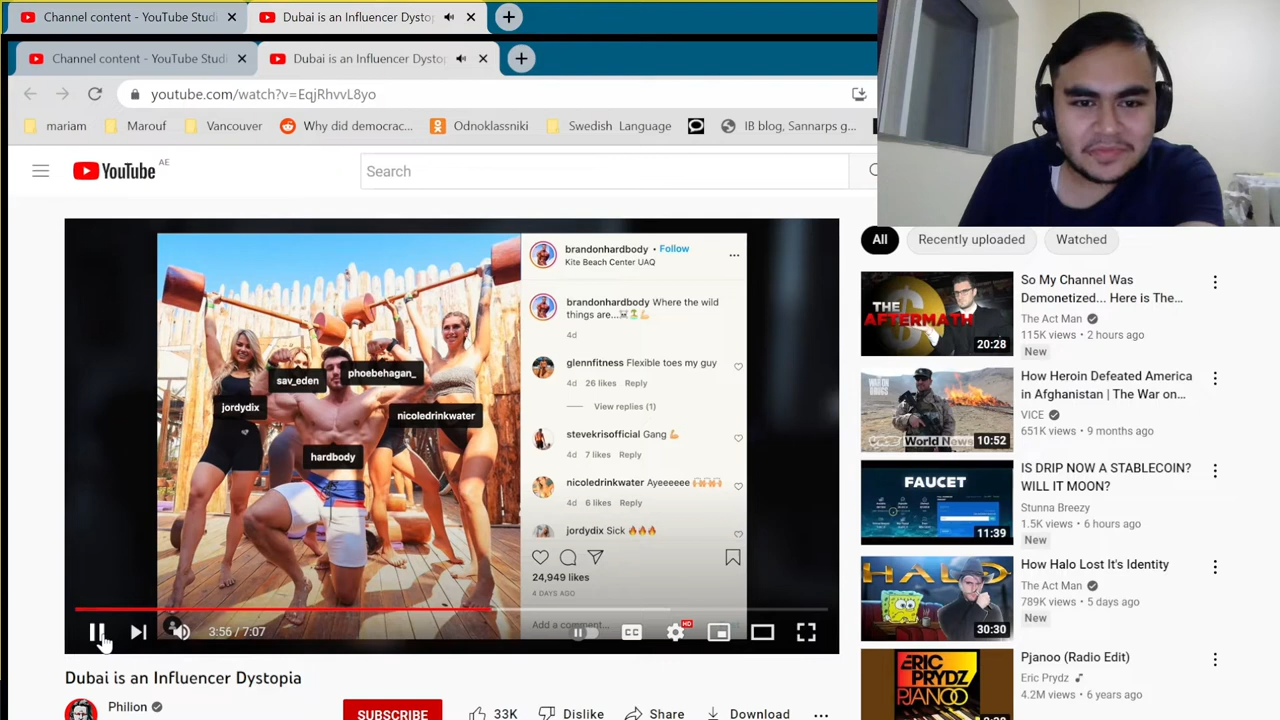 Channel content - YouTube Studi
Dubai is an Influencer Dystop
Channel content - YouTube Studi
Dubai is an Influencer Dystop
youtube.com/watch?v=EqjRhvvL8yo
mariam
Marouf
Vancouver
Why did democrac...
Odnoklassniki
Swedish Language
IB blog, Sannarps g...
YouTube AE
Search
brandonhardbody • Follow
Kite Beach Center UAQ
brandonhardbody Where the wild
things are...☠️🏝️💪
4d
glennfitness Flexible toes my guy
4d 26 likes Reply
View replies (1)
stevekrisofficial Gang 💪
4d 7 likes Reply
nicoledrinkwater Ayeeeeee 🙌🙌
4d 6 likes Reply
jordydix Sick 🔥🔥🔥
24,949 likes
4 DAYS AGO
Add a comment...
sav_eden
phoebehagan_
jordydix
nicoledrinkwater
hardbody
3:56 / 7:07
CC
HD
Dubai is an Influencer Dystopia
Philion
SUBSCRIBE
33K
Dislike
Share
Download
All
Recently uploaded
Watched
THE
AFTERMATH
20:28
So My Channel Was
Demonetized... Here is The...
The Act Man
115K views • 2 hours ago
New
WAR ON
DRUGS
VICE World News
10:52
How Heroin Defeated America
in Afghanistan | The War on...
VICE
651K views • 9 months ago
FAUCET
11:39
IS DRIP NOW A STABLECOIN?
WILL IT MOON?
Stunna Breezy
1.5K views • 6 hours ago
New
HALO
30:30
How Halo Lost It's Identity
The Act Man
789K views • 5 days ago
New
ERIC
PRYDZ
PJANOO
Pjanoo (Radio Edit)
Eric Prydz
4.2M views • 6 years ago